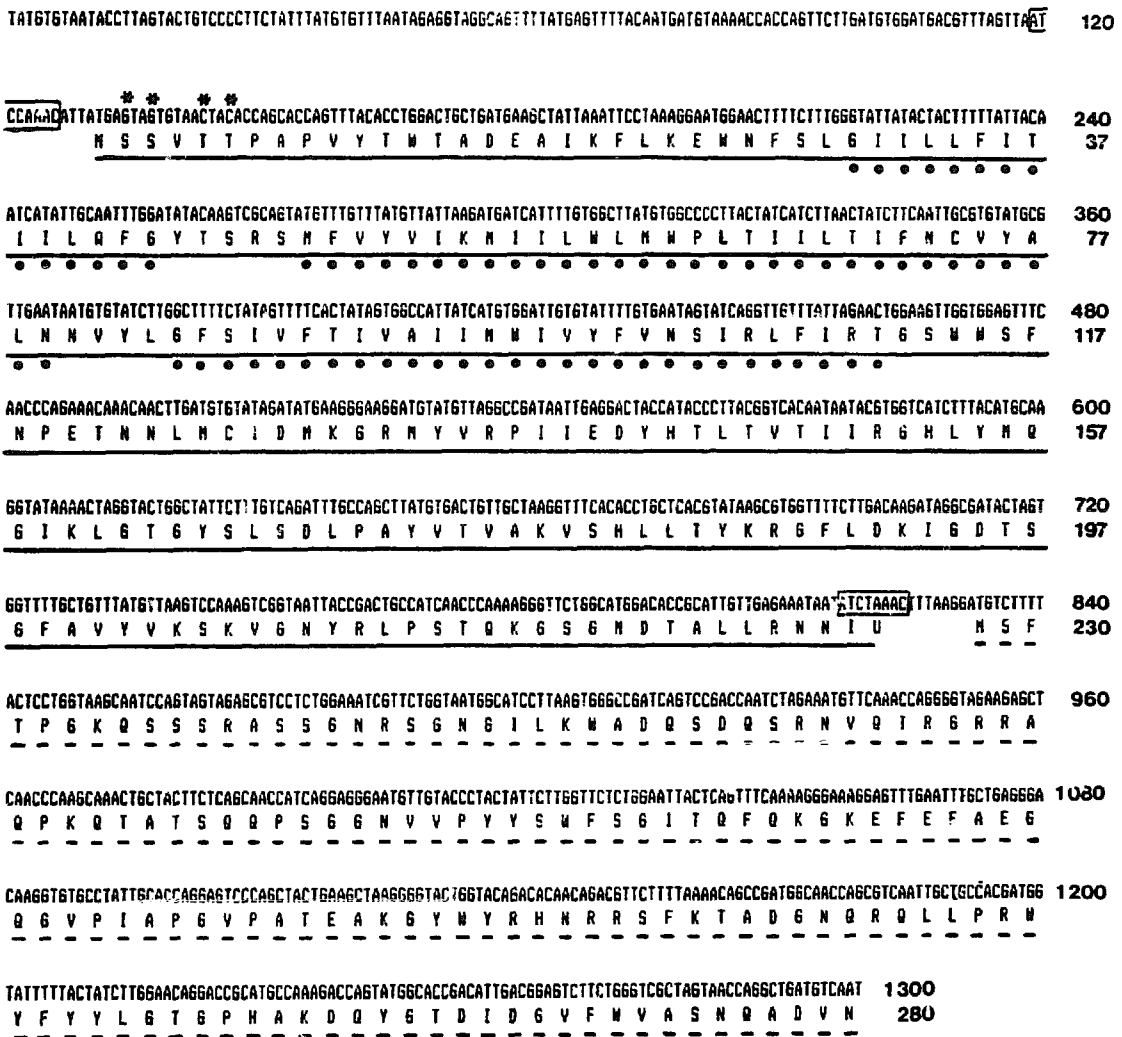 TATGTGTAATACCTTAGTACTGTCCCCTTCTATTTATGTGTTTAATAGAGGTAGGCAGTTTTATGAGTTTTACAATGATGTAAAACCACCAGTTCTTGATGTGGATGACGTTTAGTTAAT 120
* * * *
CCAAACATTATGAGTAGTGTAACTACACCAGCACCAGTTTACACCTGGACTGCTGATGAAGCTATTAAATTCCTAAAGGAATGGAACTTTTCTTTGGGTATTATACTACTTTTTATTACA 240
M S S V T T P A P V Y T W T A D E A I K F L K E W N F S L G I I L L F I T 37
ATCATATTGCAATTTGGATATACAAGTCGCAGTATGTTTGTTTATGTTATTAAGATGATCATTTTGTGGCTTATGTGGCCCCTTACTATCATCTTAACTATCTTCAATTGCGTGTATGCG 360
I I L Q F G Y T S R S M F V Y V I K M I I L W L M W P L T I I L T I F N C V Y A 77
TTGAATAATGTGTATCTTGGCTTTTCTATAGTTTTCACTATAGTGGCCATTATCATGTGGATTGTGTATTTTGTGAATAGTATCAGGTTGTTTATTAGAACTGGAAGTTGGTGGAGTTTC 480
L N N V Y L G F S I V F T I V A I I M W I V Y F V N S I R L F I R T G S W W S F 117
AACCCAGAAACAAACAACTTGATGTGTATAGATATGAAGGGAAGGATGTATGTTAGGCCGATAATTGAGGACTACCATACCCTTACGGTCACAATAATACGTGGTCATCTTTACATGCAA 600
N P E T N N L M C I D M K G R M Y V R P I I E D Y H T L T V T I I R G H L Y M Q 157
GGTATAAAACTAGGTACTGGCTATTCTTTGTCAGATTTGCCAGCTTATGTGACTGTTGCTAAGGTTTCACACCTGCTCACGTATAAGCGTGGTTTTCTTGACAAGATAGGCGATACTAGT 720
G I K L G T G Y S L S D L P A Y V T V A K V S H L L T Y K R G F L D K I G D T S 197
GGTTTTGCTGTTTATGTTAAGTCCAAAGTCGGTAATTACCGACTGCCATCAACCCAAAAGGGTTCTGGCATGGACACCGCATTGTTGAGAAATAATATCTAAACTTTAAGGATGTCTTTT 840
G F A V Y V K S K V G N Y R L P S T Q K G S G M D T A L L R N N I U M S F 230
ACTCCTGGTAAGCAATCCAGTAGTAGAGCGTCCTCTGGAAATCGTTCTGGTAATGGCATCCTTAAGTGGGCCGATCAGTCCGACCAATCTAGAAATGTTCAAACCAGGGGTAGAAGAGCT 960
T P G K Q S S S R A S S G N R S G N G I L K W A D Q S D Q S R N V Q T R G R R A
CAACCCAAGCAAACTGCTACTTCTCAGCAACCATCAGGAGGGAATGTTGTACCCTACTATTCTTGGTTCTCTGGAATTACTCAGTTTCAAAAGGGAAAGGAGTTTGAATTTGCTGAGGGA 1080
Q P K Q T A T S Q Q P S G G N V V P Y Y S W F S G I T Q F Q K G K E F E F A E G
CAAGGTGTGCCTATTGCACCAGGAGTCCCAGCTACTGAAGCTAAGGGGTACTGGTACAGACACAACAGACGTTCTTTTAAAACAGCCGATGGCAACCAGCGTCAATTGCTGCCACGATGG 1200
Q G V P I A P G V P A T E A K G Y W Y R H N R R S F K T A D G N Q R Q L L P R W
TATTTTTACTATCTTGGAACAGGACCGCATGCCAAAGACCAGTATGGCACCGACATTGACGGAGTCTTCTGGGTCGCTAGTAACCAGGCTGATGTCAAT 1300
Y F Y Y L G T G P H A K D Q Y G T D I D G V F W V A S N Q A D V N 280